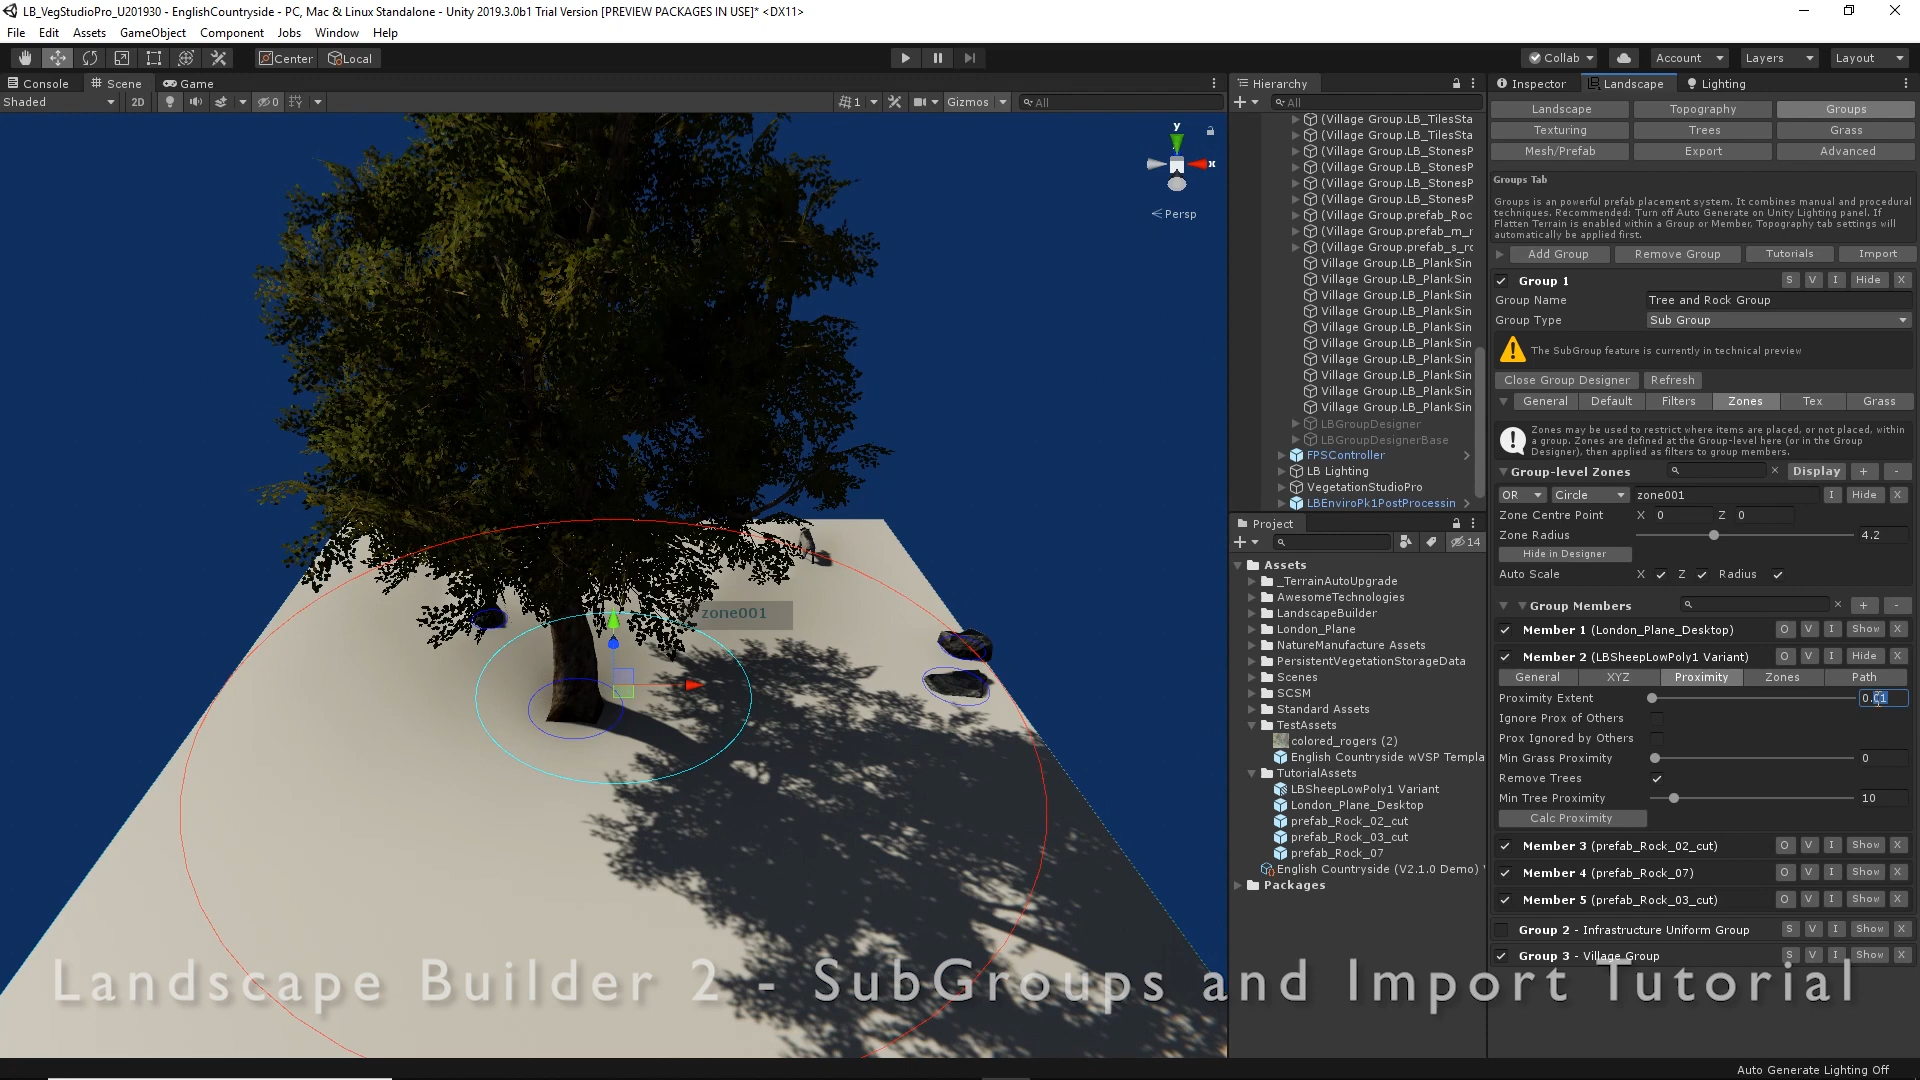 LB_VegStudioPro_U201930 - EnglishCountryside - PC, Mac & Linux Standalone - Unity 2019.3.0b1 Trial Version [PREVIEW PACKAGES IN USE]* <DX11>
File Edit Assets GameObject Component Jobs Window Help
Center Local Collab Account Layers Layout
Console Scene Game
Shaded 2D 0 1 Gizmos All
y
x
Persp
zone001
Hierarchy
All
(Village Group.LB_TilesSta
(Village Group.LB_TilesSta
(Village Group.LB_StonesP
(Village Group.LB_StonesP
(Village Group.LB_StonesP
(Village Group.LB_StonesP
(Village Group.prefab_Roc
(Village Group.prefab_m_r
(Village Group.prefab_s_rc
Village Group.LB_PlankSin
Village Group.LB_PlankSin
Village Group.LB_PlankSin
Village Group.LB_PlankSin
Village Group.LB_PlankSin
Village Group.LB_PlankSin
Village Group.LB_PlankSin
Village Group.LB_PlankSin
Village Group.LB_PlankSin
Village Group.LB_PlankSin
LBGroupDesigner
LBGroupDesignerBase
FPSController
LB Lighting
VegetationStudioPro
LBEnviroPk1PostProcessin
Project
14
Assets
_TerrainAutoUpgrade
AwesomeTechnologies
LandscapeBuilder
London_Plane
NatureManufacture Assets
PersistentVegetationStorageData
Scenes
SCSM
Standard Assets
TestAssets
colored_rogers (2)
English Countryside wVSP Templa
TutorialAssets
LBSheepLowPoly1 Variant
London_Plane_Desktop
prefab_Rock_02_cut
prefab_Rock_03_cut
prefab_Rock_07
English Countryside (V2.1.0 Demo)
Packages
Inspector Landscape Lighting
Landscape Topography Groups
Texturing Trees Grass
Mesh/Prefab Export Advanced
Groups Tab
Groups is an powerful prefab placement system. It combines manual and procedural
techniques. Recommended: Turn off Auto Generate on Unity Lighting panel. If
Flatten Terrain is enabled within a Group or Member, Topography tab settings will
automatically be applied first.
Add Group Remove Group Tutorials Import
Group 1 S V I Hide X
Group Name Tree and Rock Group
Group Type Sub Group
The SubGroup feature is currently in technical preview
Close Group Designer Refresh
General Default Filters Zones Tex Grass
Zones may be used to restrict where items are placed, or not placed, within
a group. Zones are defined at the Group-level here (or in the Group
Designer), then applied as filters to group members.
Group-level Zones Display + -
OR Circle zone001 I Hide X
Zone Centre Point X 0 Z 0
Zone Radius 4.2
Hide in Designer
Auto Scale X Z Radius
Group Members + -
Member 1 (London_Plane_Desktop) O V I Show X
Member 2 (LBSheepLowPoly1 Variant) O V I Hide X
General XYZ Proximity Zones Path
Proximity Extent 0.01
Ignore Prox of Others
Prox Ignored by Others
Min Grass Proximity 0
Remove Trees
Min Tree Proximity 10
Calc Proximity
Member 3 (prefab_Rock_02_cut) O V I Show X
Member 4 (prefab_Rock_07) O V I Show X
Member 5 (prefab_Rock_03_cut) O V I Show X
Group 2 - Infrastructure Uniform Group S V I Show X
Group 3 - Village Group S V I Show X
Landscape Builder 2 - SubGroups and Import Tutorial
Auto Generate Lighting Off